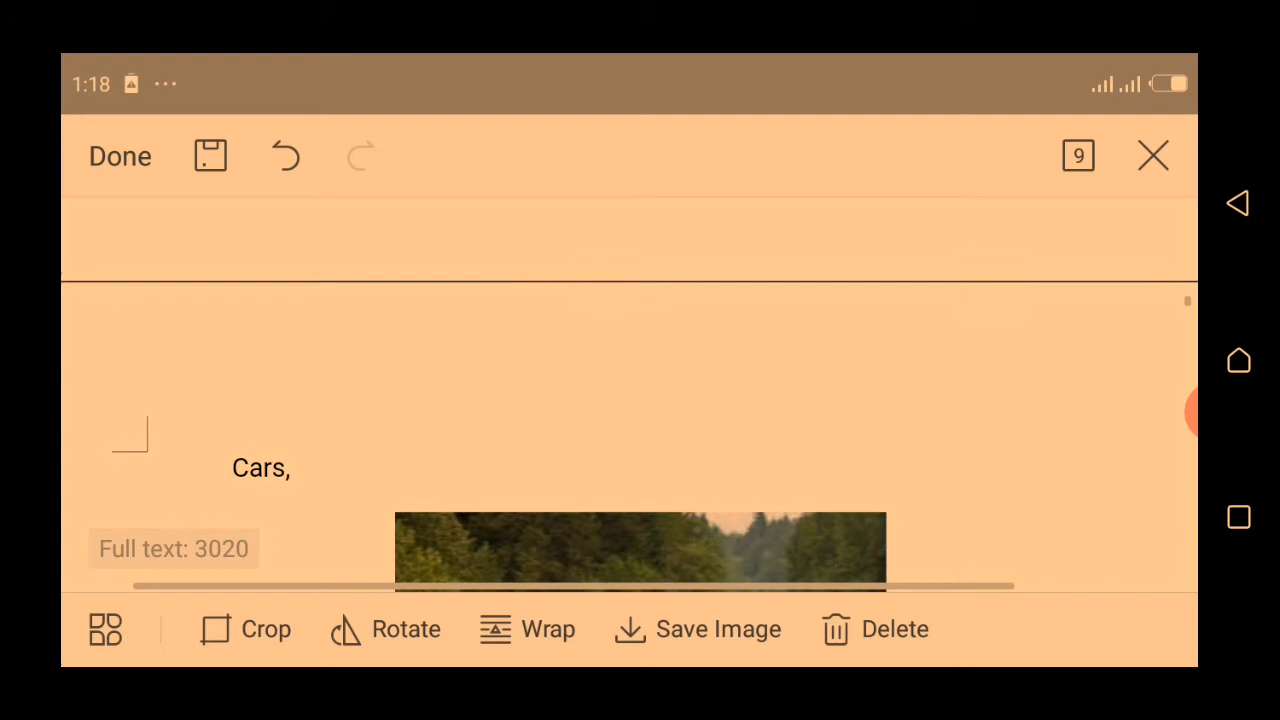 1:18
Done
9
Cars,
Full text: 3020
Crop Rotate Wrap Save Image Delete